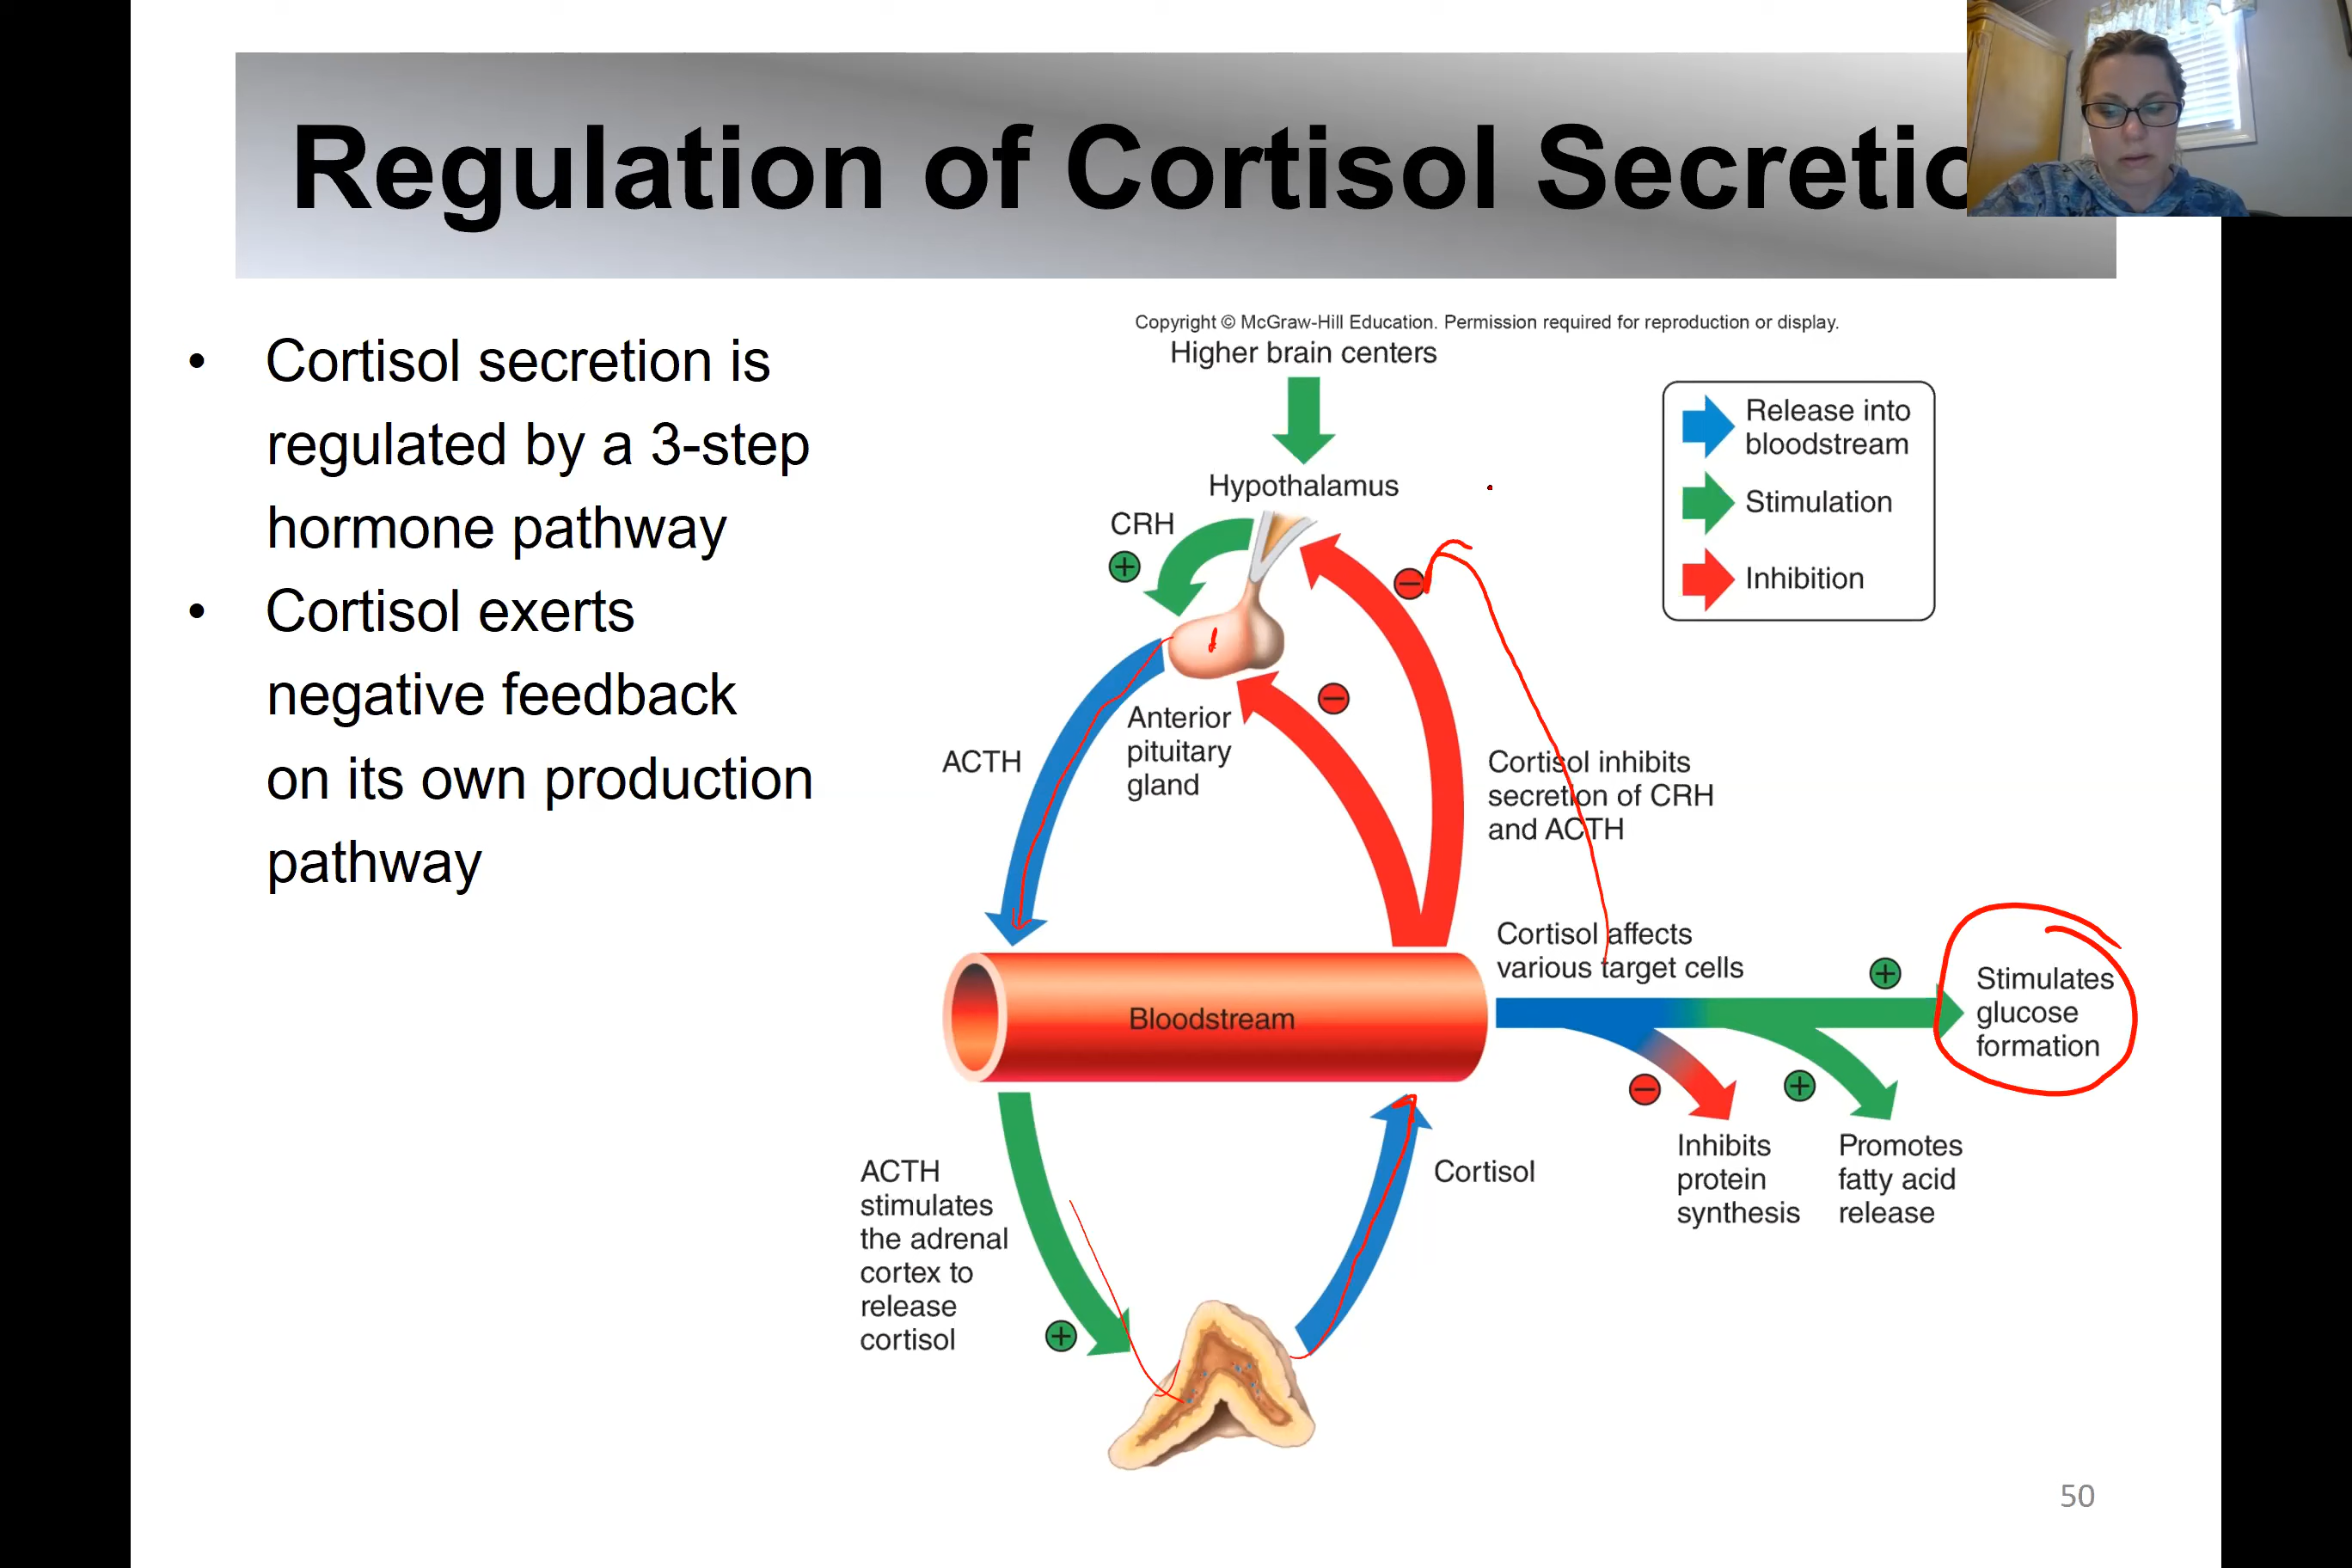 Regulation of Cortisol Secretio
• Cortisol secretion is
regulated by a 3-step
hormone pathway
• Cortisol exerts
negative feedback
on its own production
pathway
Copyright © McGraw-Hill Education. Permission required for reproduction or display.
Higher brain centers
Release into
bloodstream
Stimulation
Inhibition
Hypothalamus
CRH
+
−
−
Anterior
pituitary
gland
ACTH
Cortisol inhibits
secretion of CRH
and ACTH
Cortisol affects
various target cells
+
Stimulates
glucose
formation
Bloodstream
−
+
Inhibits
protein
synthesis
Promotes
fatty acid
release
ACTH
stimulates
the adrenal
cortex to
release
cortisol
+
Cortisol
50